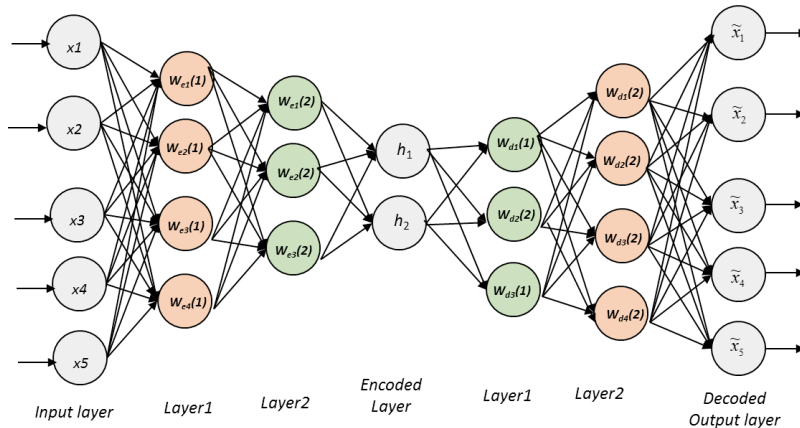 x1
x2
x3
x4
x5
We1(1)
We2(1)
We3(1)
We4(1)
We1(2)
We2(2)
We3(2)
h1
h2
Wd1(1)
Wd2(2)
Wd3(1)
Wd1(2)
Wd2(2)
Wd3(2)
Wd4(2)
x̃1
x̃2
x̃3
x̃4
x̃5
Input layer
Layer1
Layer2
Encoded
Layer
Layer1
Layer2
Decoded
Output layer